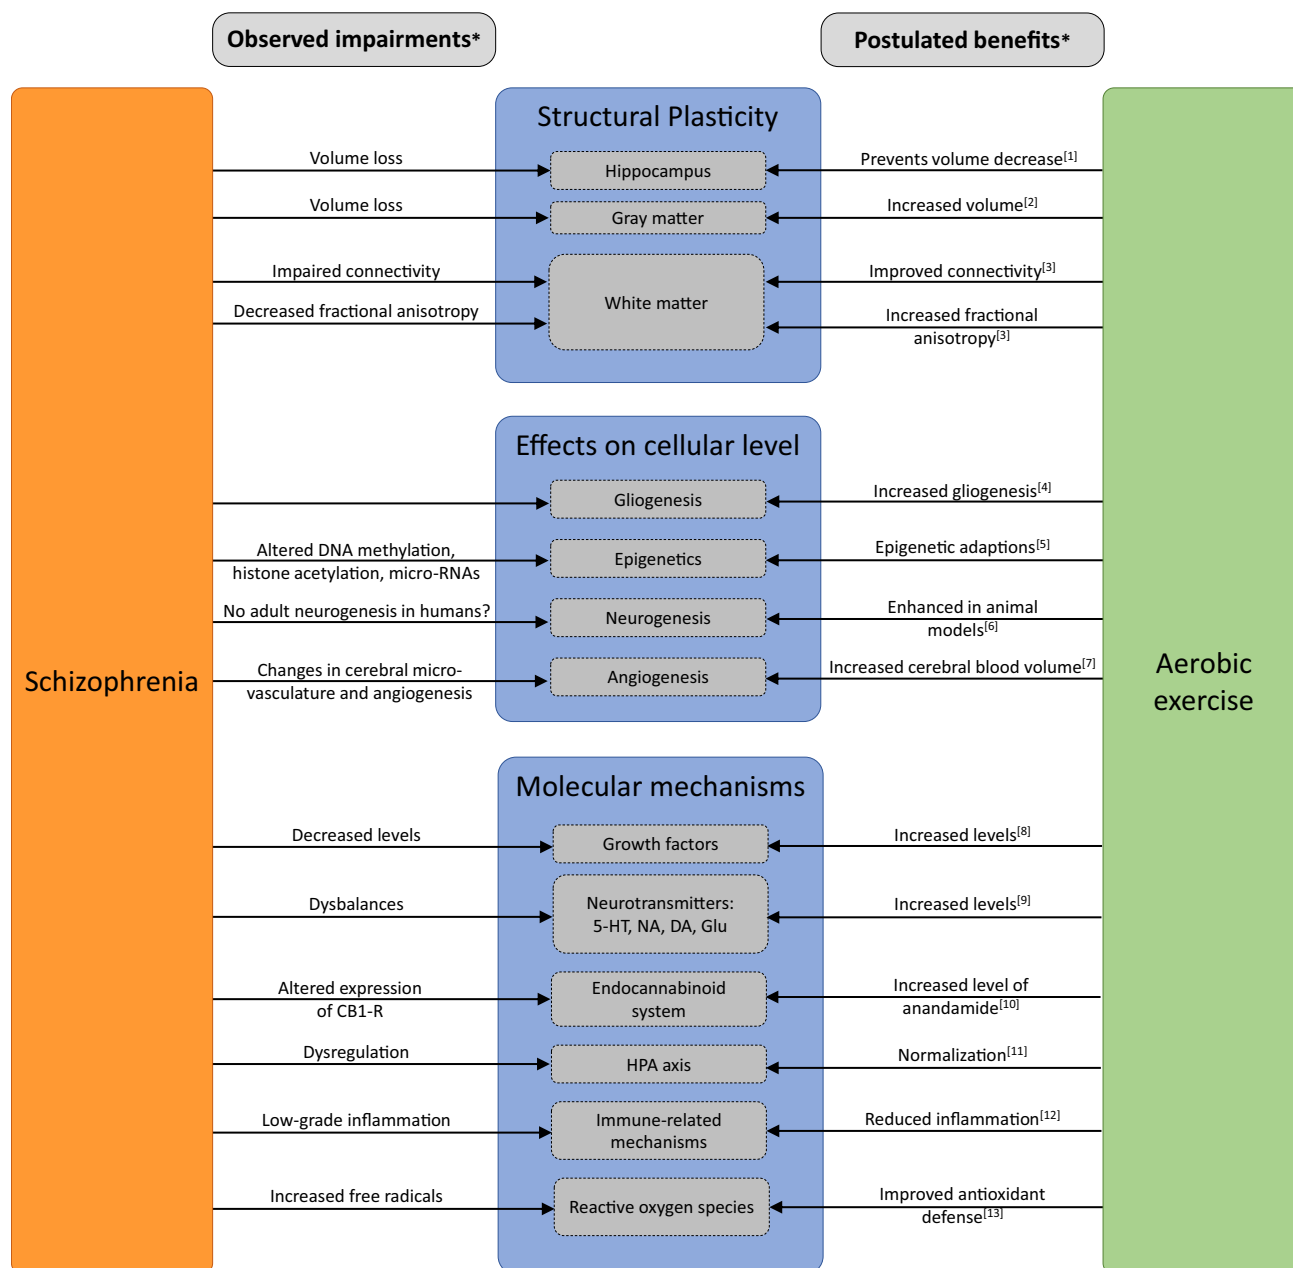 Observed impairments*
Postulated benefits*
Schizophrenia
Aerobic
exercise
Structural Plasticity
Volume loss
Hippocampus
Prevents volume decrease[1]
Volume loss
Gray matter
Increased volume[2]
Impaired connectivity
Decreased fractional anisotropy
White matter
Improved connectivity[3]
Increased fractional
anisotropy[3]
Effects on cellular level
Gliogenesis
Increased gliogenesis[4]
Altered DNA methylation,
histone acetylation, micro-RNAs
Epigenetics
Epigenetic adaptions[5]
No adult neurogenesis in humans?
Neurogenesis
Enhanced in animal
models[6]
Changes in cerebral micro-
vasculature and angiogenesis
Angiogenesis
Increased cerebral blood volume[7]
Molecular mechanisms
Decreased levels
Growth factors
Increased levels[8]
Dysbalances
Neurotransmitters:
5-HT, NA, DA, Glu
Increased levels[9]
Altered expression
of CB1-R
Endocannabinoid
system
Increased level of
anandamide[10]
Dysregulation
HPA axis
Normalization[11]
Low-grade inflammation
Immune-related
mechanisms
Reduced inflammation[12]
Increased free radicals
Reactive oxygen species
Improved antioxidant
defense[13]